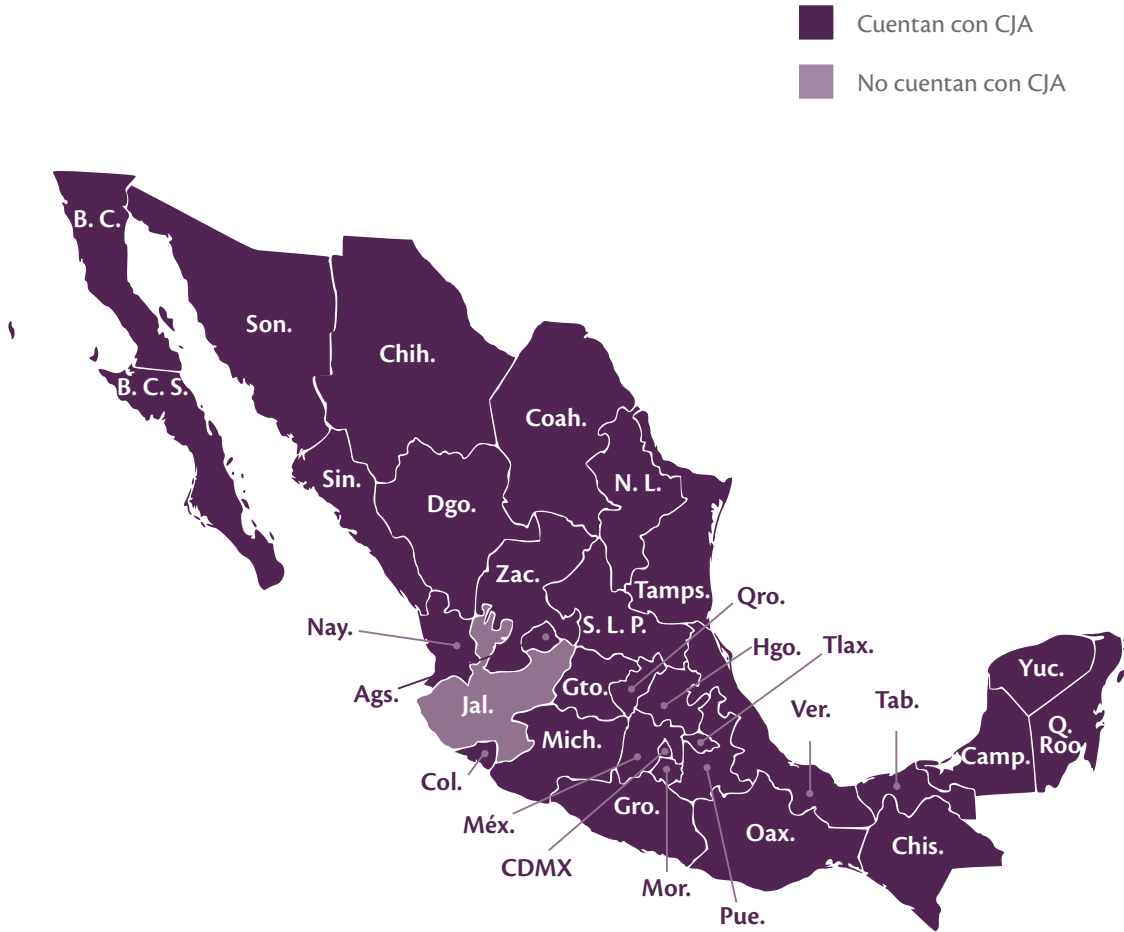 Cuentan con CJA
No cuentan con CJA
B. C.
Son.
Chih.
B. C. S.
Coah.
Sin.
N. L.
Dgo.
Zac.
Tamps.
Qro.
Nay.
S. L. P.
Hgo.
Tlax.
Yuc.
Ags.
Gto.
Jal.
Ver.
Tab.
Q.
Roo
Mich.
Camp.
Col.
Gro.
Méx.
Oax.
Chis.
CDMX
Mor.
Pue.